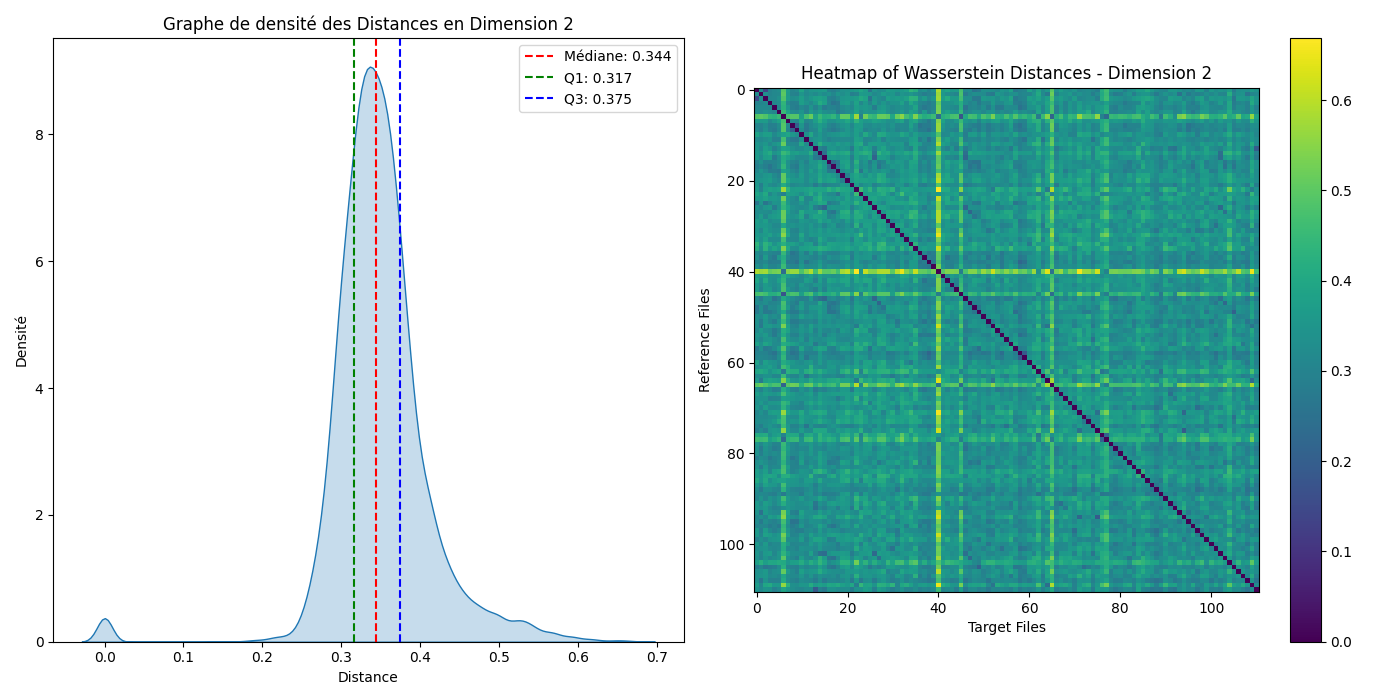 Graphe de densité des Distances en Dimension 2
Médiane: 0.344
Q1: 0.317
Q3: 0.375
8
6
4
2
0
Densité
0.0 0.1 0.2 0.3 0.4 0.5 0.6 0.7
Distance
Heatmap of Wasserstein Distances - Dimension 2
0
20
40
60
80
100
Reference Files
0 20 40 60 80 100
Target Files
0.6
0.5
0.4
0.3
0.2
0.1
0.0